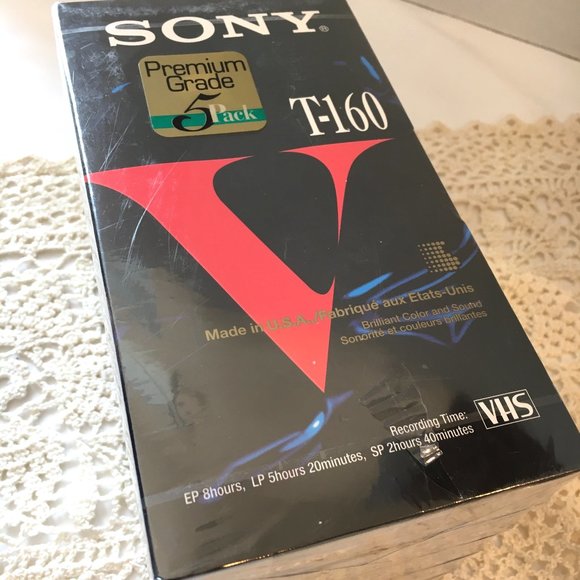 SONY®
Premium
Grade
5 Pack
T-160
V
Made in U.S.A./Fabriqué aux Etats-Unis
Brilliant Color and Sound
Sonorité et couleurs brillantes
Recording Time:
EP 8hours, LP 5hours 20minutes, SP 2hours 40minutes
VHS